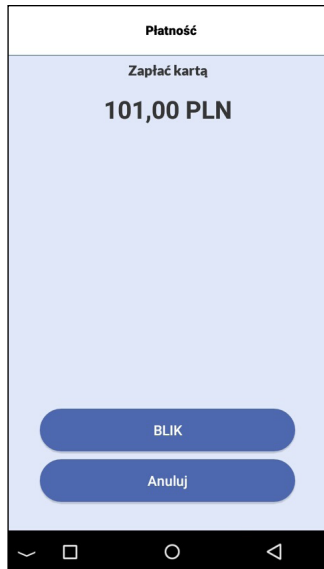 Płatność
Zapłać kartą
101,00 PLN
BLIK
Anuluj